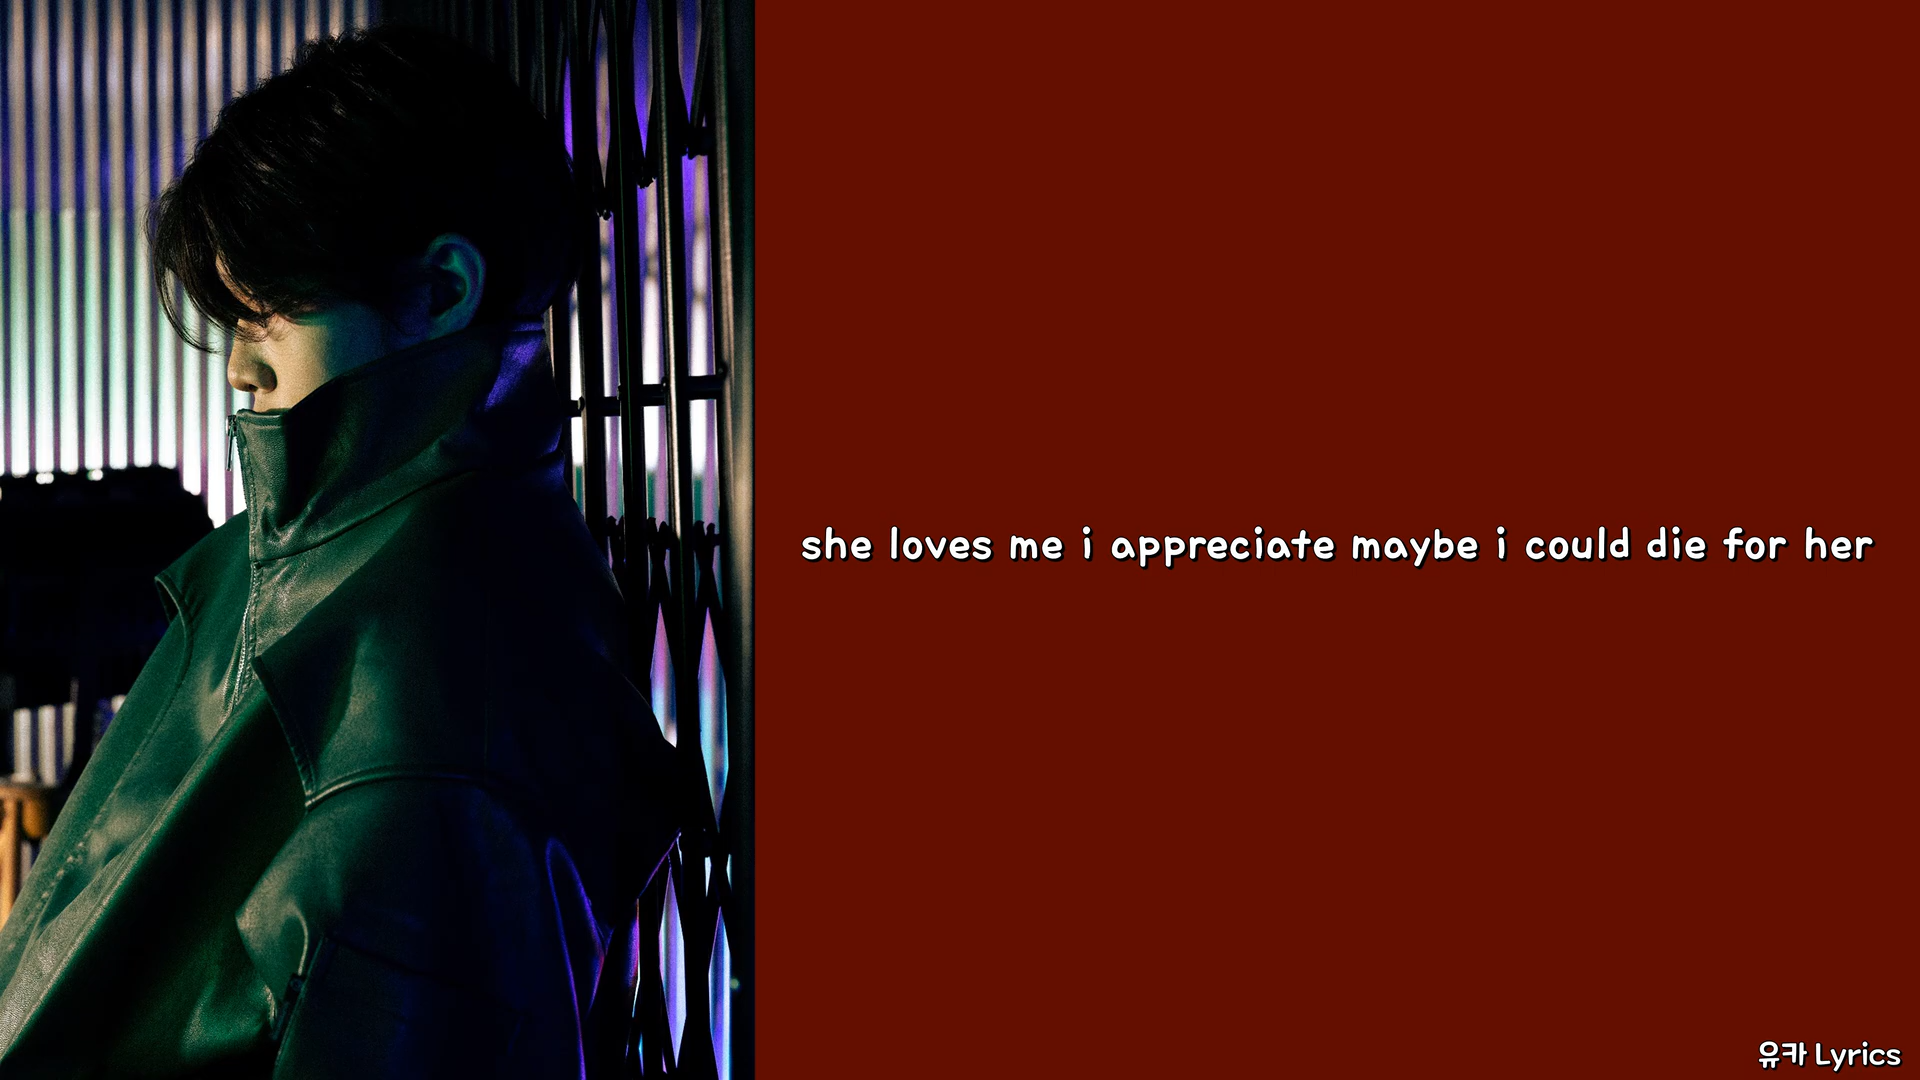 she loves me i appreciate maybe i could die for her
유카 Lyrics